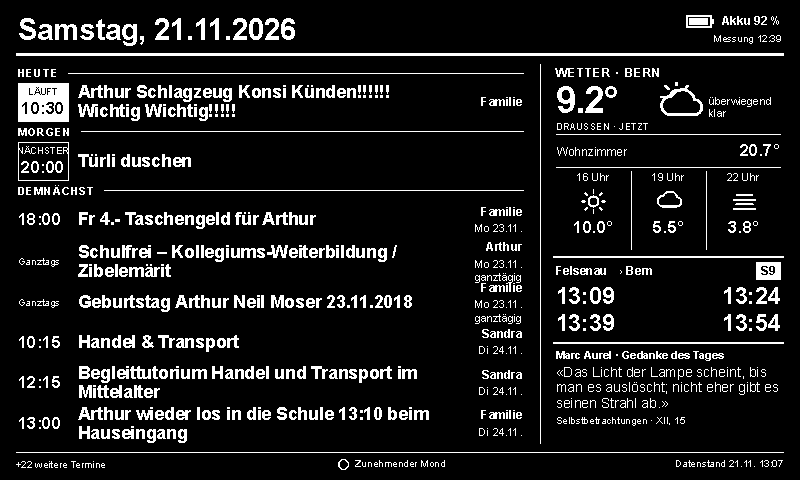 Samstag, 21.11.2026
Akku 92 %
Messung 12:39
HEUTE
LÄUFT
10:30
Arthur Schlagzeug Konsi Künden!!!!!!
Wichtig Wichtig!!!!!
Familie
MORGEN
NÄCHSTER
20:00
Türli duschen
DEMNÄCHST
18:00
Fr 4.- Taschengeld für Arthur
Familie
Mo 23.11.
Ganztags
Schulfrei – Kollegiums-Weiterbildung /
Zibelemärit
Arthur
Mo 23.11.
ganztägig
Ganztags
Geburtstag Arthur Neil Moser 23.11.2018
Familie
Mo 23.11.
ganztägig
10:15
Handel & Transport
Sandra
Di 24.11.
12:15
Begleittutorium Handel und Transport im
Mittelalter
Sandra
Di 24.11.
13:00
Arthur wieder los in die Schule 13:10 beim
Hauseingang
Familie
Di 24.11.
WETTER · BERN
9.2°
überwiegend
klar
DRAUSSEN · JETZT
Wohnzimmer 20.7°
16 Uhr 19 Uhr 22 Uhr
10.0° 5.5° 3.8°
Felsenau › Bern S9
13:09 13:24
13:39 13:54
Marc Aurel · Gedanke des Tages
«Das Licht der Lampe scheint, bis
man es auslöscht; nicht eher gibt es
seinen Strahl ab.»
Selbstbetrachtungen · XII, 15
+22 weitere Termine
Zunehmender Mond
Datenstand 21.11. 13:07